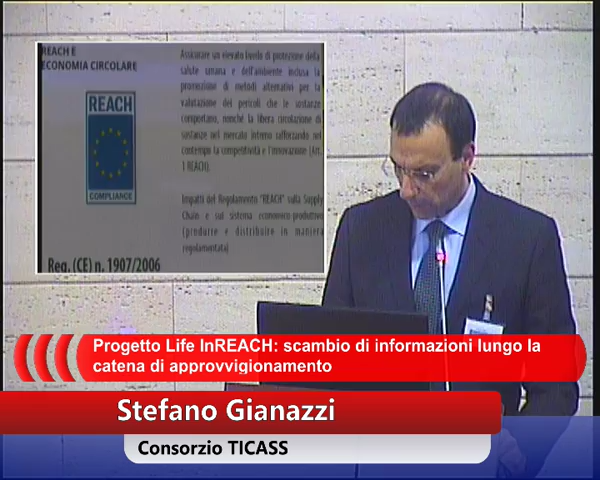 REACH E
ECONOMIA CIRCOLARE
REACH
COMPLIANCE
Reg. (CE) n. 1907/2006
Assicurare un elevato livello di protezione della
salute umana e dell'ambiente inclusa la
promozione di metodi alternativi per la
valutazione dei pericoli che le sostanze
comportano, nonché la libera circolazione di
sostanze nel mercato interno rafforzando nel
contempo la competitività e l'innovazione (Art.
1 REACH).
Impatti del Regolamento "REACH" sulla Supply
Chain e sul sistema economico-produttivo
(produrre e distribuire in maniera
regolamentata)
Progetto Life InREACH: scambio di informazioni lungo la
catena di approvvigionamento
Stefano Gianazzi
Consorzio TICASS